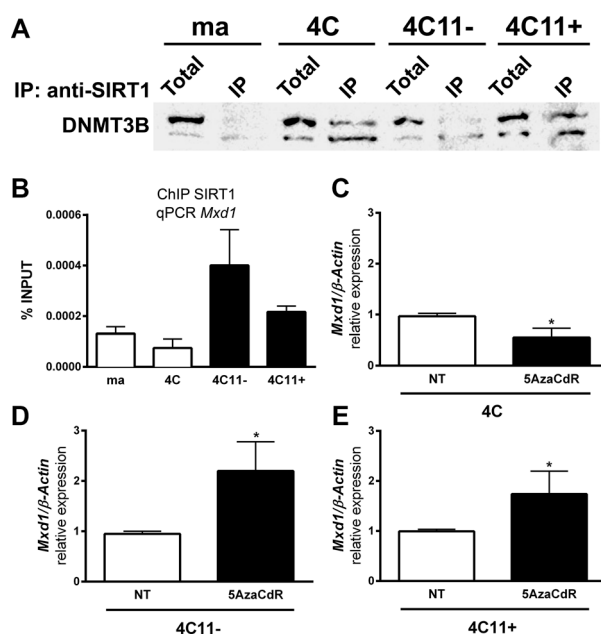 A
ma 4C 4C11- 4C11+
Total IP Total IP Total IP Total IP
IP: anti-SIRT1
DNMT3B
B
ChIP SIRT1
qPCR Mxd1
% INPUT
0.0006
0.0004
0.0002
0.0000
ma 4C 4C11- 4C11+
C
Mxd1/β-Actin
relative expression
3
2
1
0
*
NT 5AzaCdR
4C
D
Mxd1/β-Actin
relative expression
3
2
1
0
*
NT 5AzaCdR
4C11-
E
Mxd1/β-Actin
relative expression
3
2
1
0
*
NT 5AzaCdR
4C11+